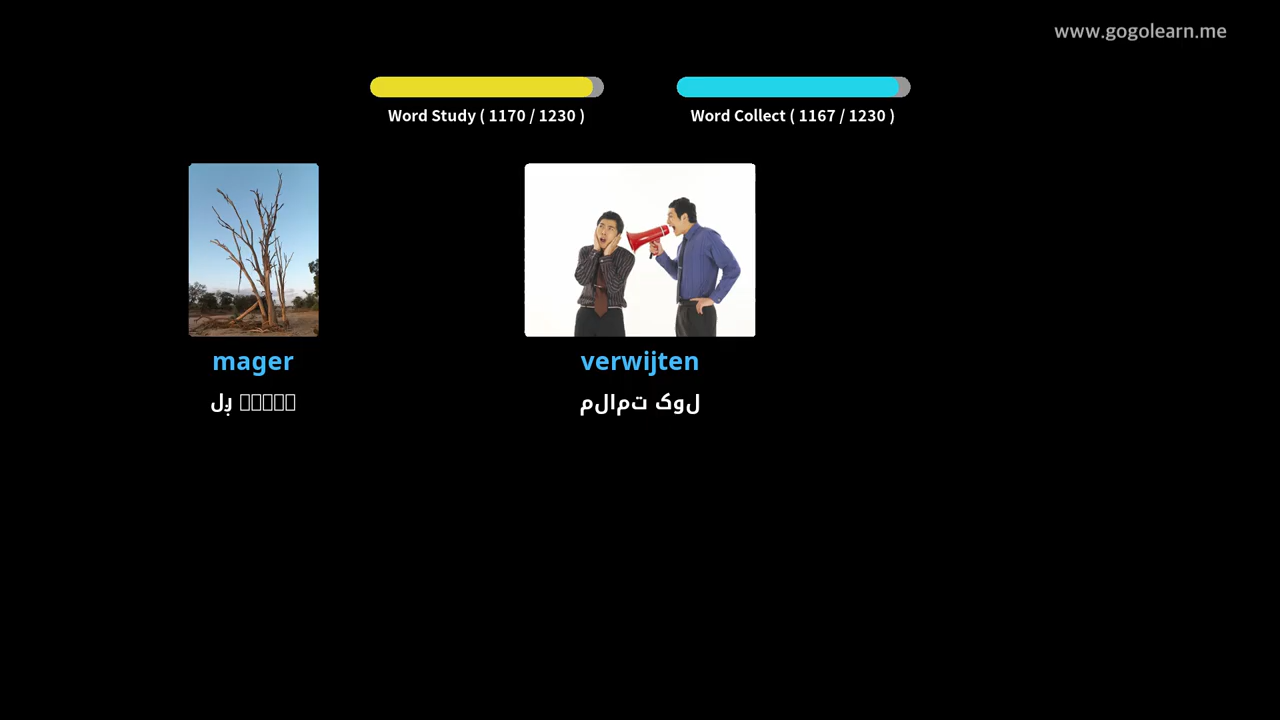 www.gogolearn.me
Word Study ( 1170 / 1230 )
Word Collect ( 1167 / 1230 )
mager
verwijten
لوک تمالم